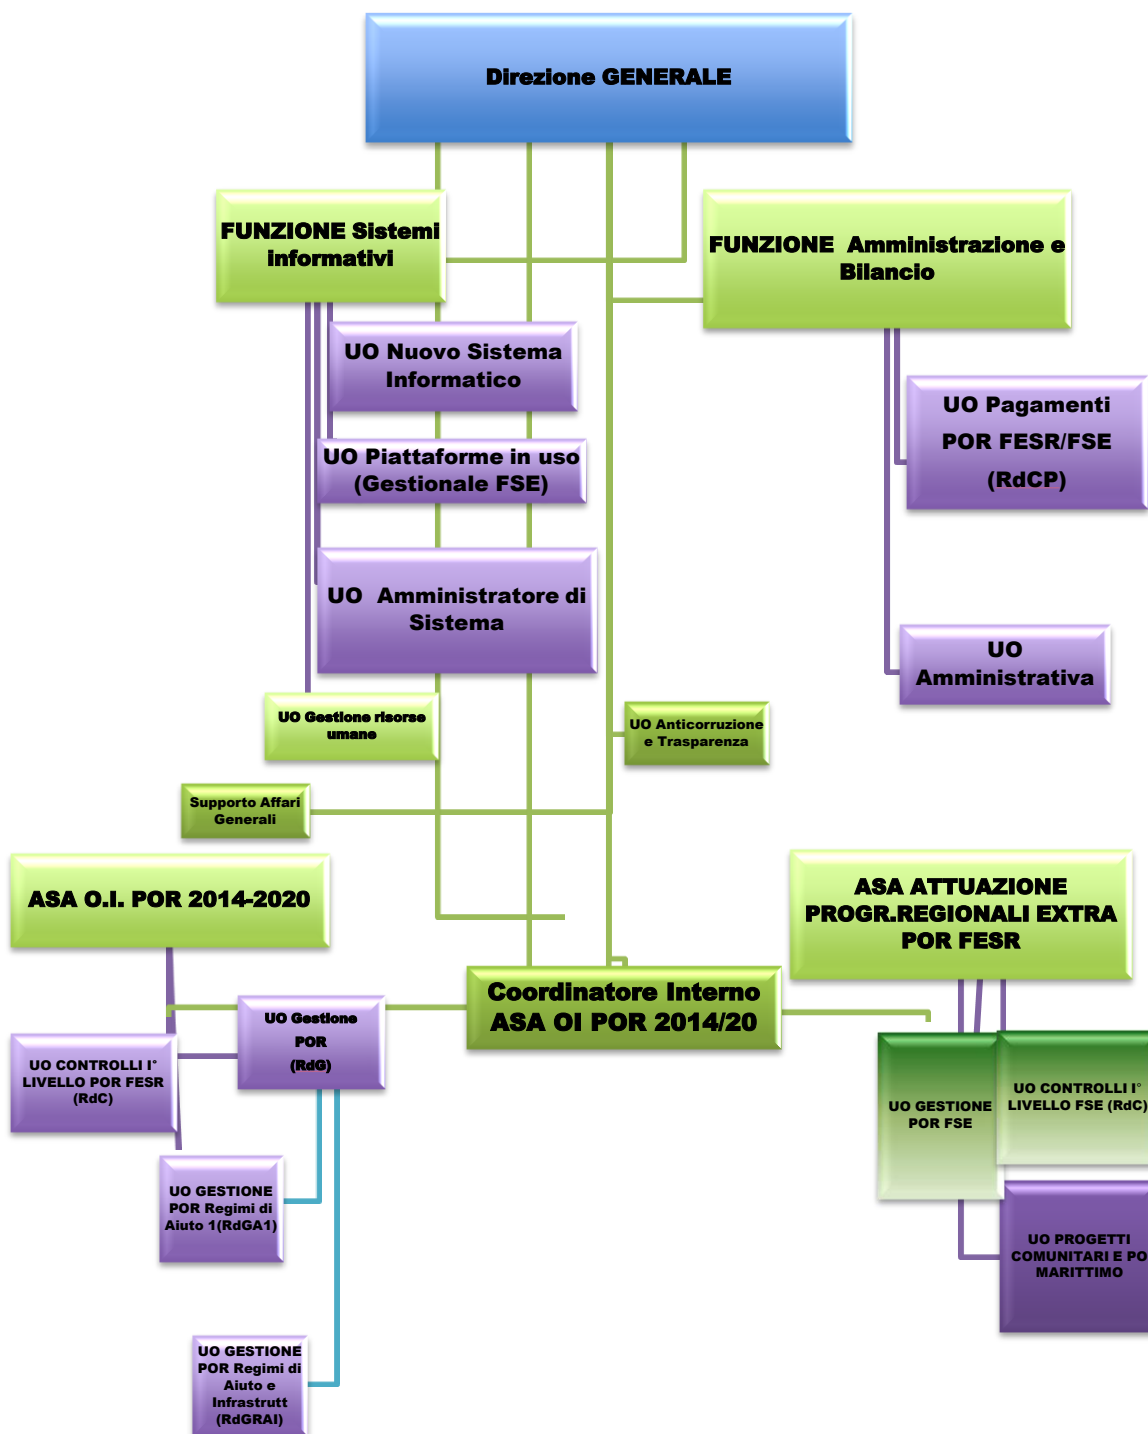 Direzione GENERALE
FUNZIONE Sistemi
informativi
FUNZIONE Amministrazione e
Bilancio
UO Nuovo Sistema
Informatico
UO Pagamenti
POR FESR/FSE
(RdCP)
UO Piattaforme in uso
(Gestionale FSE)
UO Amministratore di
Sistema
UO
Amministrativa
UO Gestione risorse
umane
UO Anticorruzione
e Trasparenza
Supporto Affari
Generali
ASA O.I. POR 2014-2020
ASA ATTUAZIONE
PROGR.REGIONALI EXTRA
POR FESR
Coordinatore Interno
ASA OI POR 2014/20
UO Gestione
POR
(RdG)
UO CONTROLLI I°
LIVELLO POR FESR
(RdC)
UO GESTIONE
POR FSE
UO CONTROLLI I°
LIVELLO FSE (RdC)
UO GESTIONE
POR Regimi di
Aiuto 1(RdGA1)
UO PROGETTI
COMUNITARI E PO
MARITTIMO
UO GESTIONE
POR Regimi di
Aiuto e
Infrastrutt
(RdGRAI)